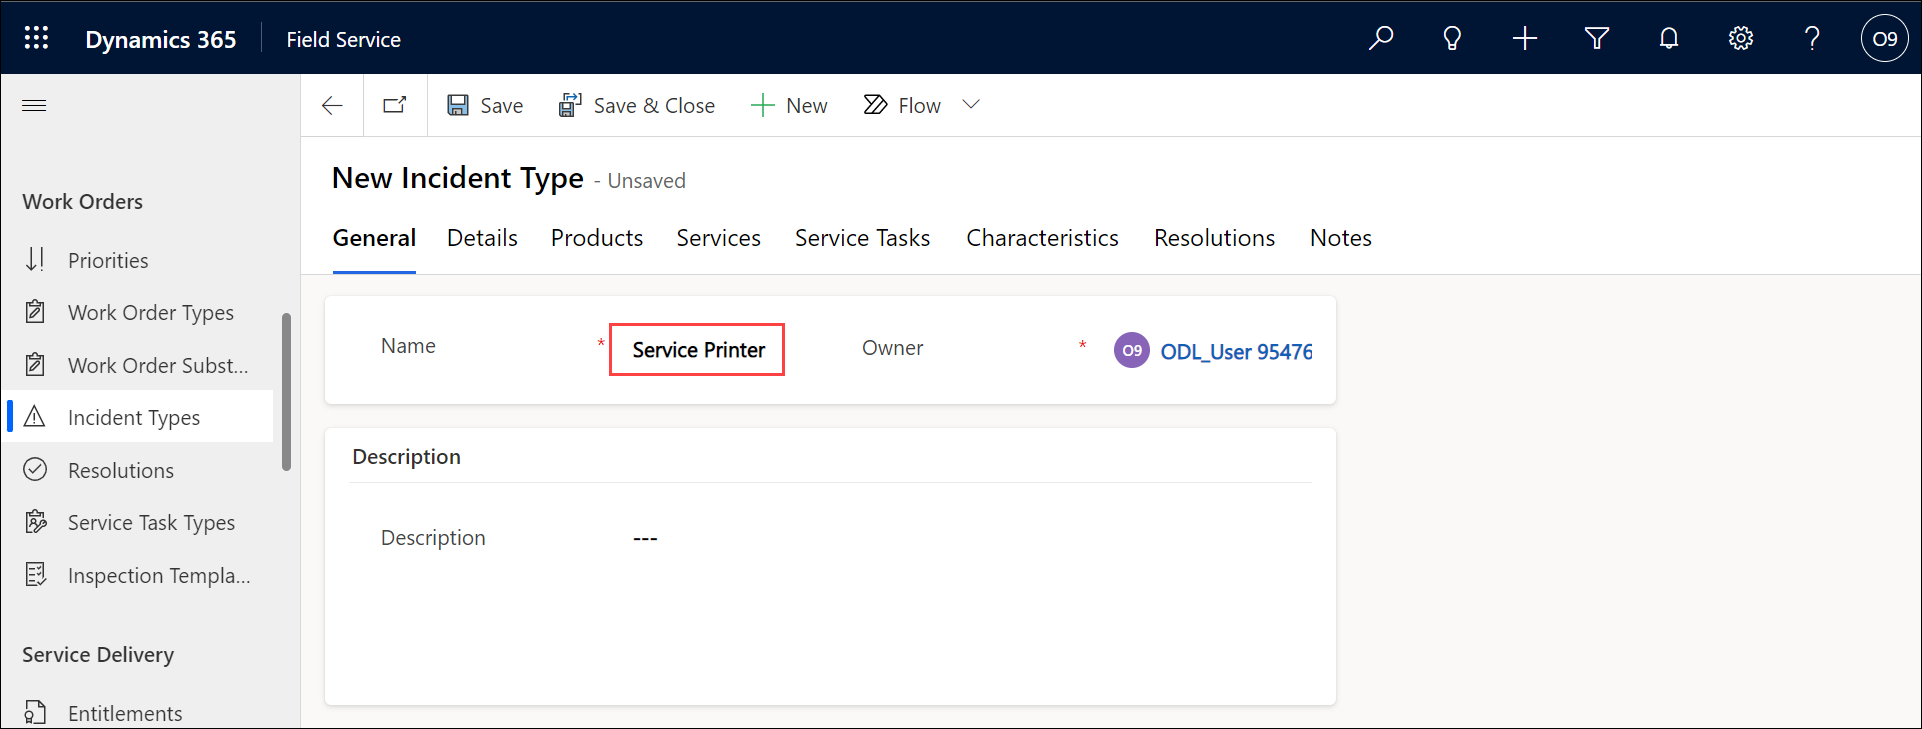 Dynamics 365 Field Service O9
Save Save & Close New Flow
New Incident Type - Unsaved
General Details Products Services Service Tasks Characteristics Resolutions Notes
Work Orders
Priorities
Work Order Types
Work Order Subst...
Incident Types
Resolutions
Service Task Types
Inspection Templa...
Service Delivery
Entitlements
Name * Service Printer Owner * O9 ODL_User 95476
Description
Description ---